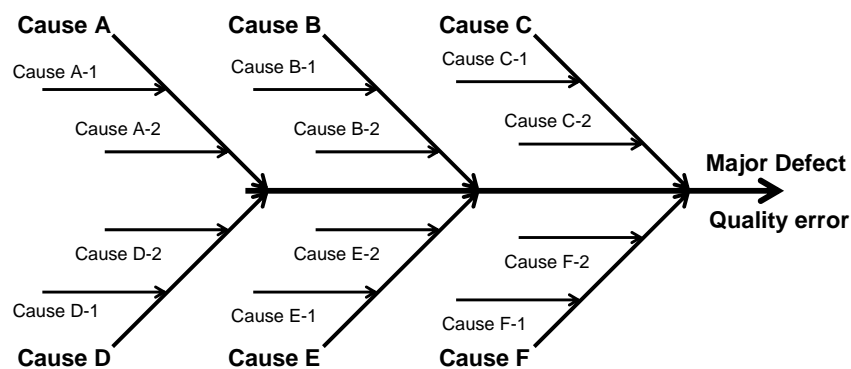 Cause A
Cause B
Cause C
Cause A-1
Cause B-1
Cause C-1
Cause A-2
Cause B-2
Cause C-2
Major Defect
Quality error
Cause D-2
Cause E-2
Cause F-2
Cause D-1
Cause E-1
Cause F-1
Cause D
Cause E
Cause F